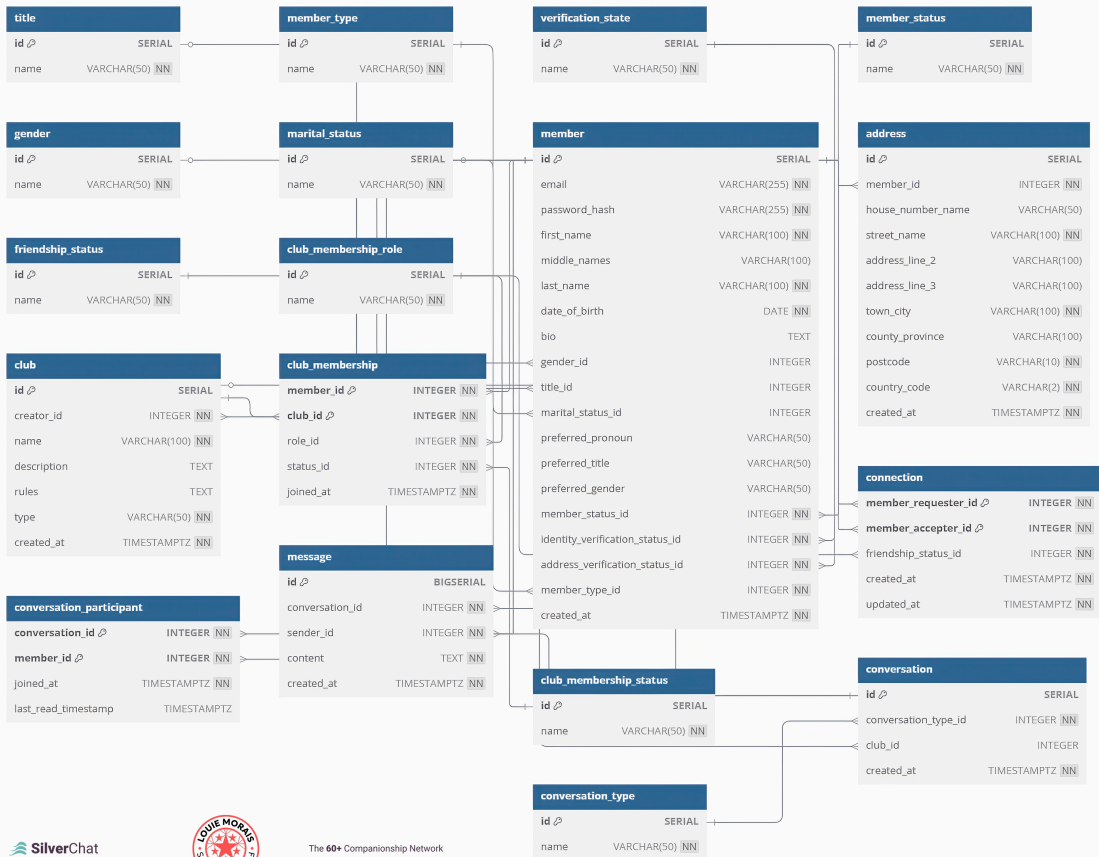 title
id SERIAL
name VARCHAR(50) NN
member_type
id SERIAL
name VARCHAR(50) NN
verification_state
id SERIAL
name VARCHAR(50) NN
member_status
id SERIAL
name VARCHAR(50) NN
gender
id SERIAL
name VARCHAR(50) NN
marital_status
id SERIAL
name VARCHAR(50) NN
member
id SERIAL
email VARCHAR(255) NN
password_hash VARCHAR(255) NN
first_name VARCHAR(100) NN
middle_names VARCHAR(100)
last_name VARCHAR(100) NN
date_of_birth DATE NN
bio TEXT
gender_id INTEGER
title_id INTEGER
marital_status_id INTEGER
preferred_pronoun VARCHAR(50)
preferred_title VARCHAR(50)
preferred_gender VARCHAR(50)
member_status_id INTEGER NN
identity_verification_status_id INTEGER NN
address_verification_status_id INTEGER NN
member_type_id INTEGER NN
created_at TIMESTAMPTZ NN
address
id SERIAL
member_id INTEGER NN
house_number_name VARCHAR(50)
street_name VARCHAR(100) NN
address_line_2 VARCHAR(100)
address_line_3 VARCHAR(100)
town_city VARCHAR(100) NN
county_province VARCHAR(100)
postcode VARCHAR(10) NN
country_code VARCHAR(2) NN
created_at TIMESTAMPTZ NN
friendship_status
id SERIAL
name VARCHAR(50) NN
club_membership_role
id SERIAL
name VARCHAR(50) NN
club
id SERIAL
creator_id INTEGER NN
name VARCHAR(100) NN
description TEXT
rules TEXT
type VARCHAR(50) NN
created_at TIMESTAMPTZ NN
club_membership
member_id INTEGER NN
club_id INTEGER NN
role_id INTEGER NN
status_id INTEGER NN
joined_at TIMESTAMPTZ NN
connection
member_requester_id INTEGER NN
member_accepter_id INTEGER NN
friendship_status_id INTEGER NN
created_at TIMESTAMPTZ NN
updated_at TIMESTAMPTZ NN
message
id BIGSERIAL
conversation_id INTEGER NN
sender_id INTEGER NN
content TEXT NN
created_at TIMESTAMPTZ NN
conversation_participant
conversation_id INTEGER NN
member_id INTEGER NN
joined_at TIMESTAMPTZ NN
last_read_timestamp TIMESTAMPTZ
club_membership_status
id SERIAL
name VARCHAR(50) NN
conversation
id SERIAL
conversation_type_id INTEGER NN
club_id INTEGER
created_at TIMESTAMPTZ NN
conversation_type
id SERIAL
name VARCHAR(50) NN
SilverChat
LOUIE MORAIS
The 60+ Companionship Network